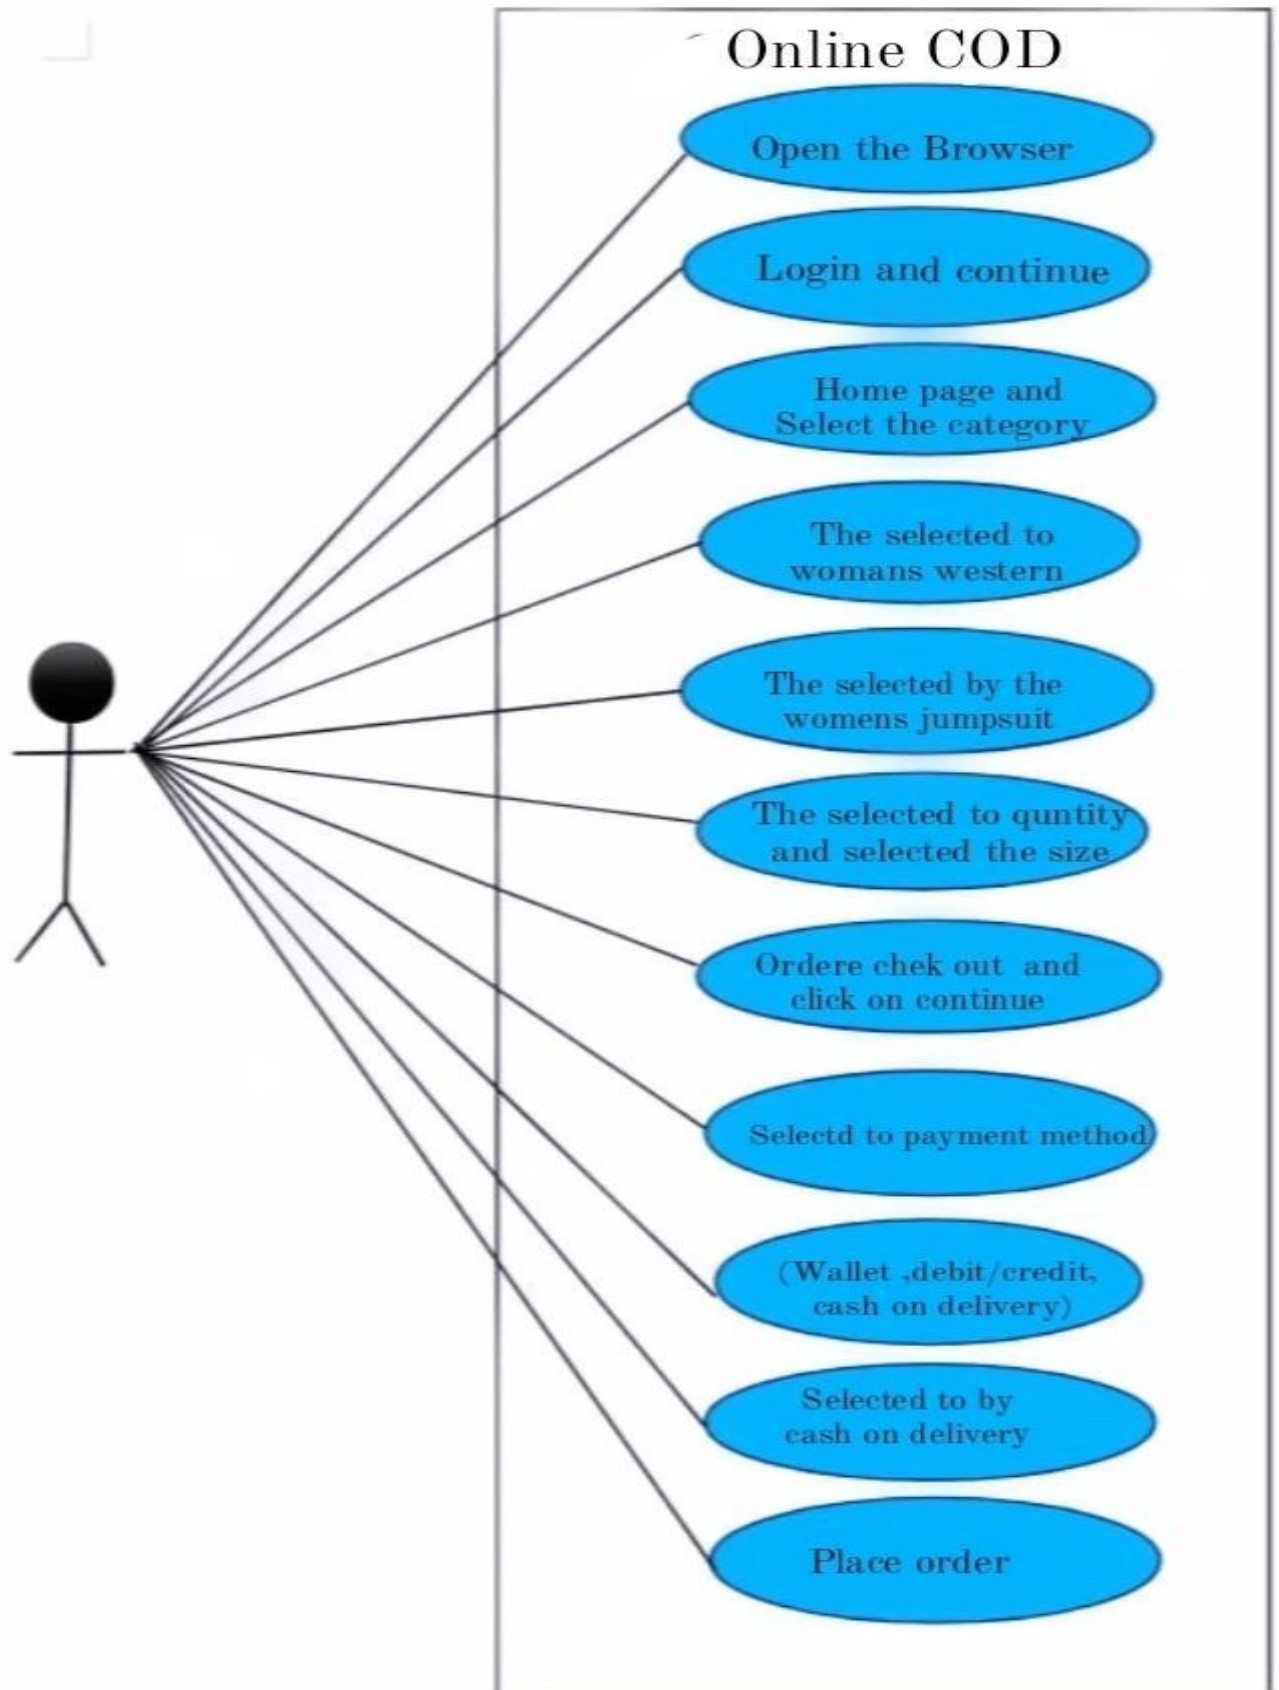 Online COD
Open the Browser
Login and continue
Home page and
Select the category
The selected to
womans western
The selected by the
womens jumpsuit
The selected to quntity
and selected the size
Ordere chek out and
click on continue
Selectd to payment method
(Wallet ,debit/credit,
cash on delivery)
Selected to by
cash on delivery
Place order